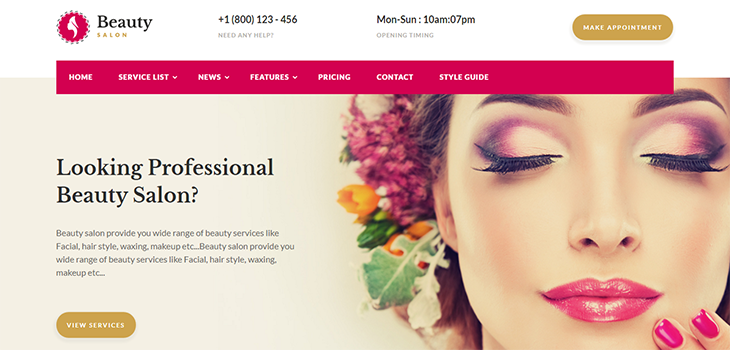 Beauty
SALON
+1 (800) 123 - 456
NEED ANY HELP?
Mon-Sun : 10am:07pm
OPENING TIMING
MAKE APPOINTMENT
HOME SERVICE LIST NEWS FEATURES PRICING CONTACT STYLE GUIDE
Looking Professional
Beauty Salon?
Beauty salon provide you wide range of beauty services like
Facial, hair style, waxing, makeup etc...Beauty salon provide you
wide range of beauty services like Facial, hair style, waxing,
makeup etc...
VIEW SERVICES